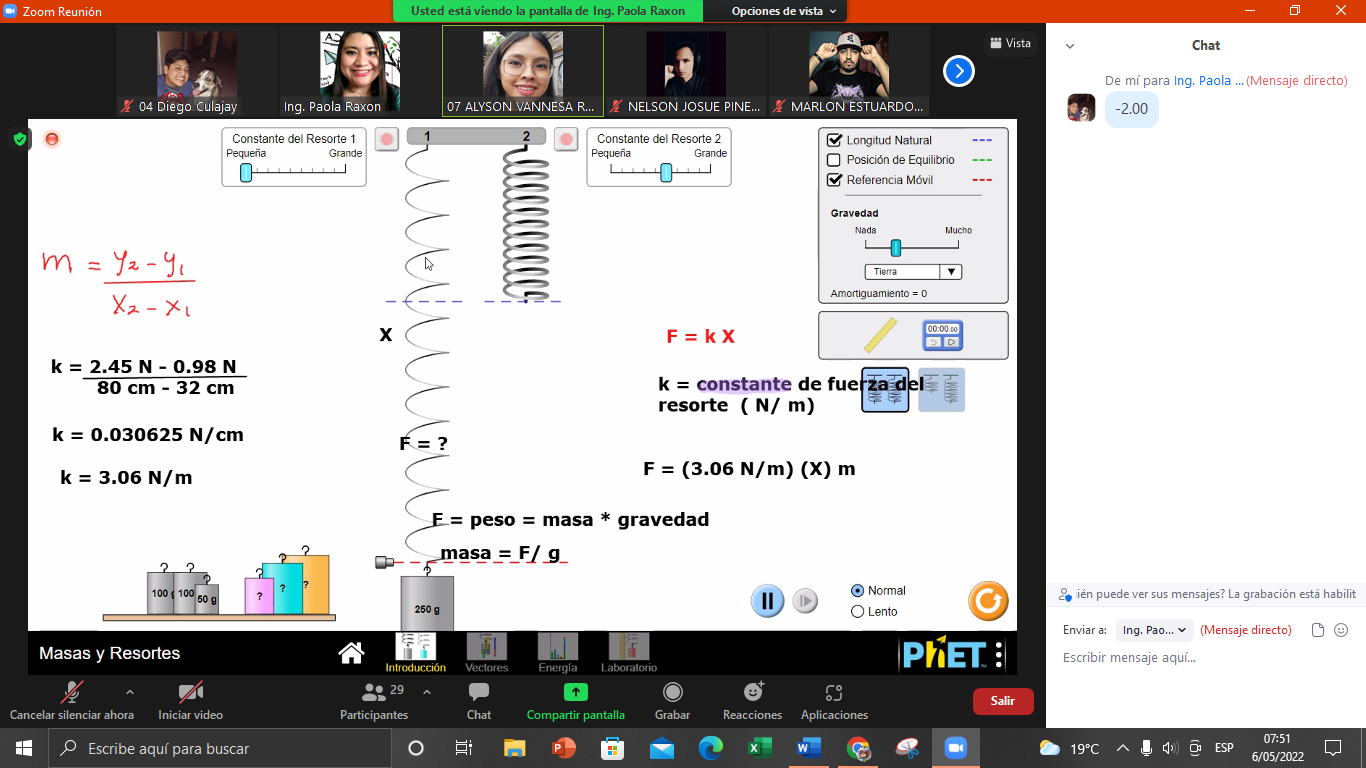 Zoom Reunión
Usted está viendo la pantalla de Ing. Paola Raxon
Opciones de vista
Vista
04 Diego Culajay
Ing. Paola Raxon
07 ALYSON VANNESA R...
NELSON JOSUE PINE...
MARLON ESTUARDO...
Chat
De mí para Ing. Paola ... (Mensaje directo)
-2.00
Constante del Resorte 1
Pequeña Grande
1
2
Constante del Resorte 2
Pequeña Grande
Longitud Natural
Posición de Equilibrio
Referencia Móvil
Gravedad
Nada Mucho
Tierra
Amortiguamiento = 0
00:00.00
m = y2 - y1
x2 - x1
X
F = k X
k = 2.45 N - 0.98 N
80 cm - 32 cm
k = constante de fuerza del
resorte ( N/ m)
k = 0.030625 N/cm
F = ?
k = 3.06 N/m
F = (3.06 N/m) (X) m
F = peso = masa * gravedad
masa = F/ g
100 g
100
50 g
?
?
?
250 g
Normal
Lento
Masas y Resortes
Introducción
Vectores
Energía
Laboratorio
PhET
ién puede ver sus mensajes? La grabación está habilit
Enviar a: Ing. Pao... (Mensaje directo)
Escribir mensaje aquí...
Cancelar silenciar ahora
Iniciar video
Participantes
29
Chat
Compartir pantalla
Grabar
Reacciones
Aplicaciones
Salir
Escribe aquí para buscar
19°C
ESP
07:51
6/05/2022